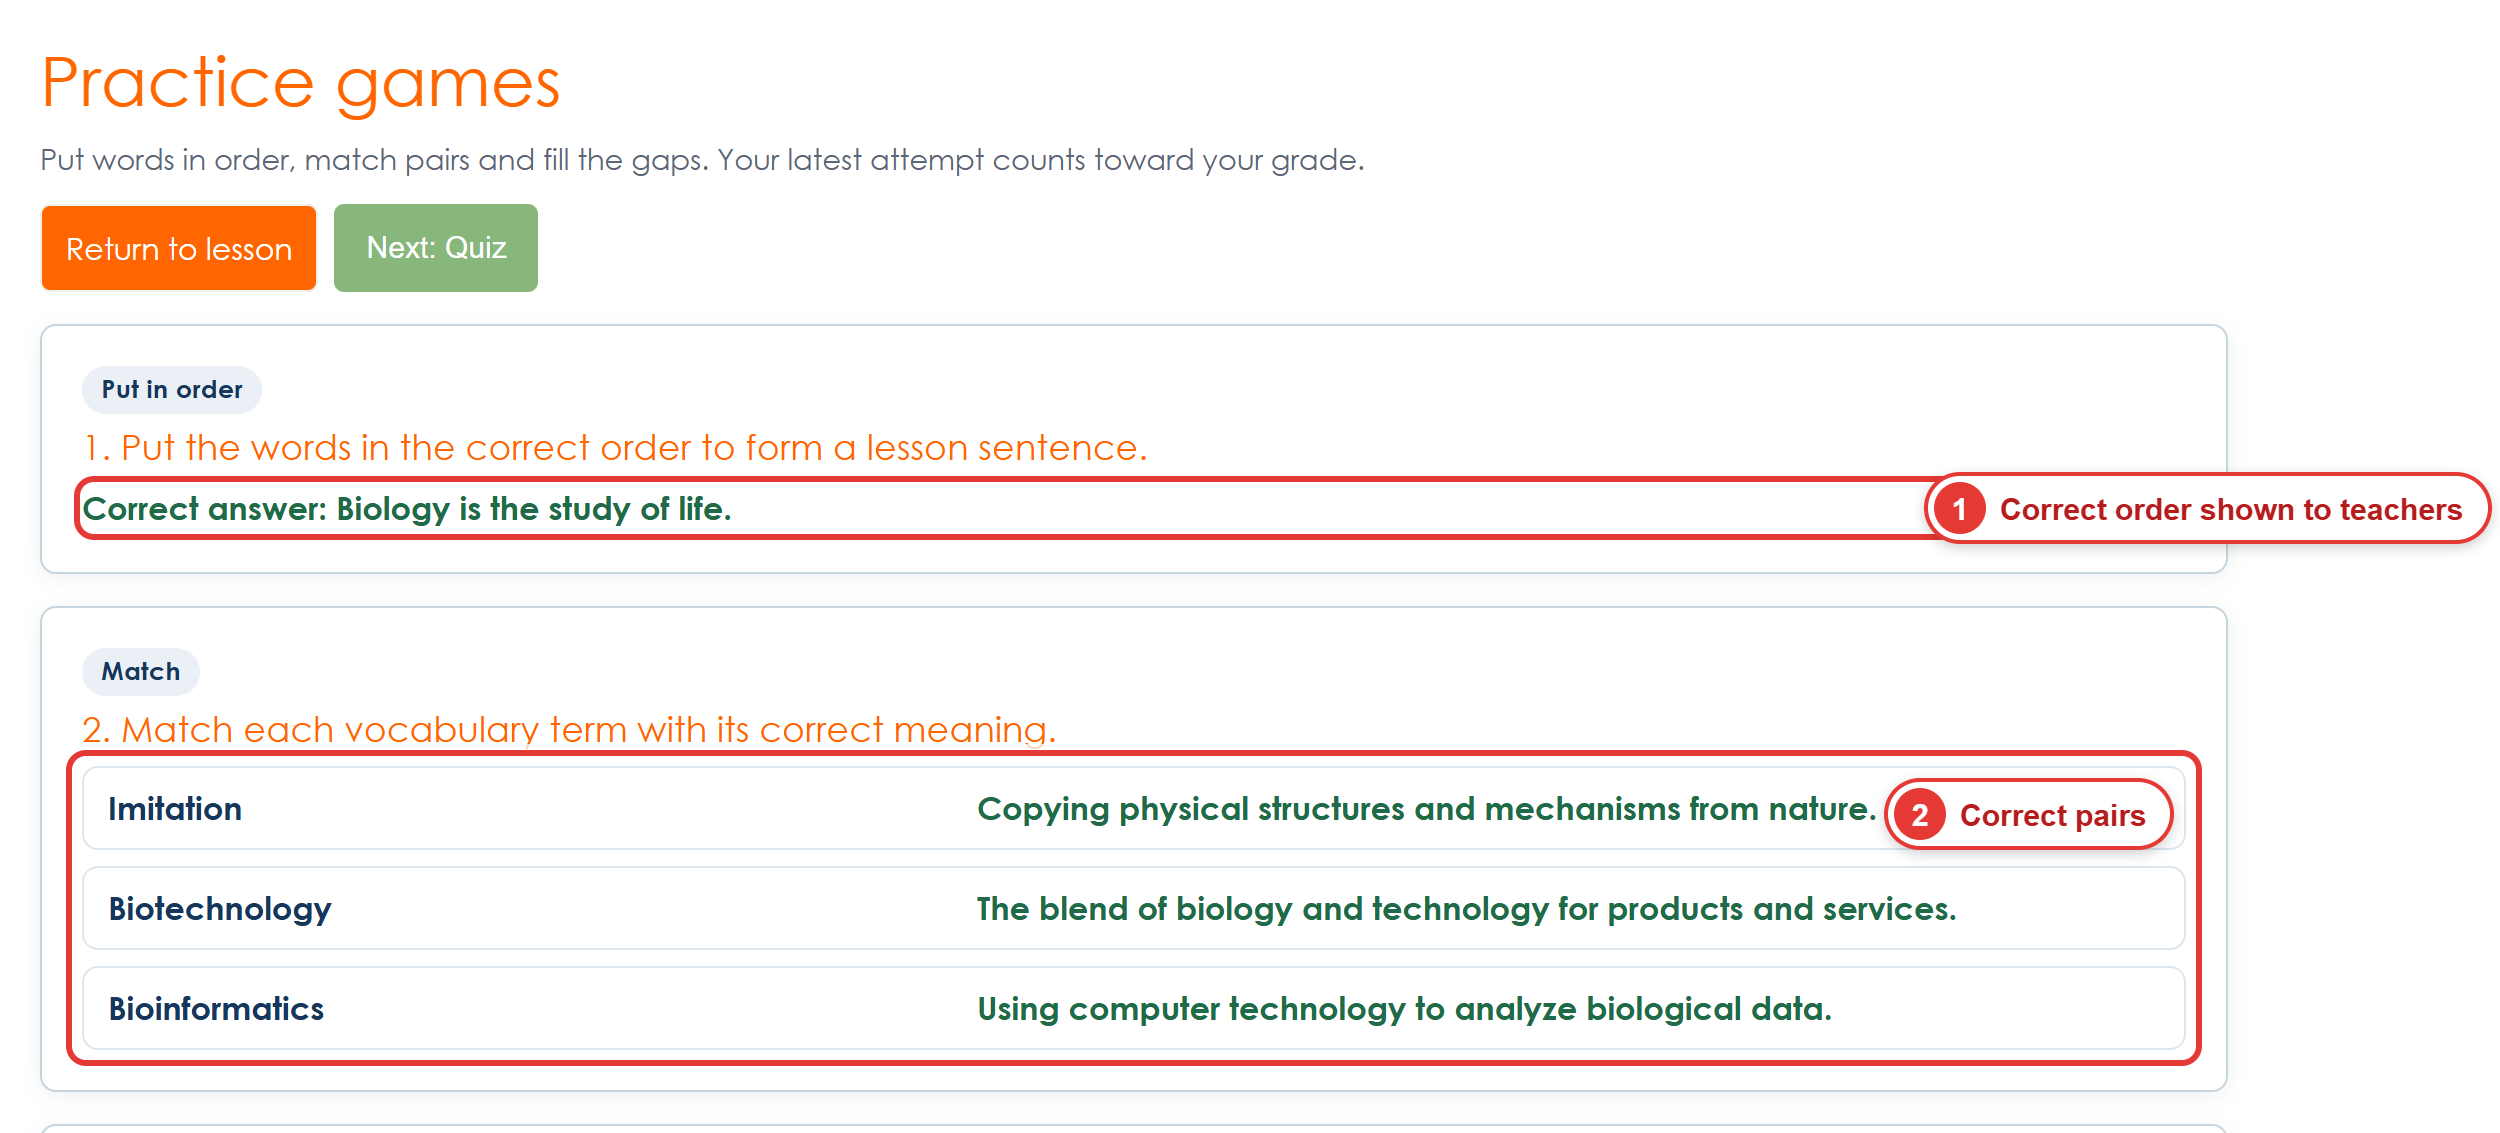 Practice games
Put words in order, match pairs and fill the gaps. Your latest attempt counts toward your grade.
Return to lesson
Next: Quiz
Put in order
1. Put the words in the correct order to form a lesson sentence.
Correct answer: Biology is the study of life.
1 Correct order shown to teachers
Match
2. Match each vocabulary term with its correct meaning.
Imitation Copying physical structures and mechanisms from nature.
2 Correct pairs
Biotechnology The blend of biology and technology for products and services.
Bioinformatics Using computer technology to analyze biological data.